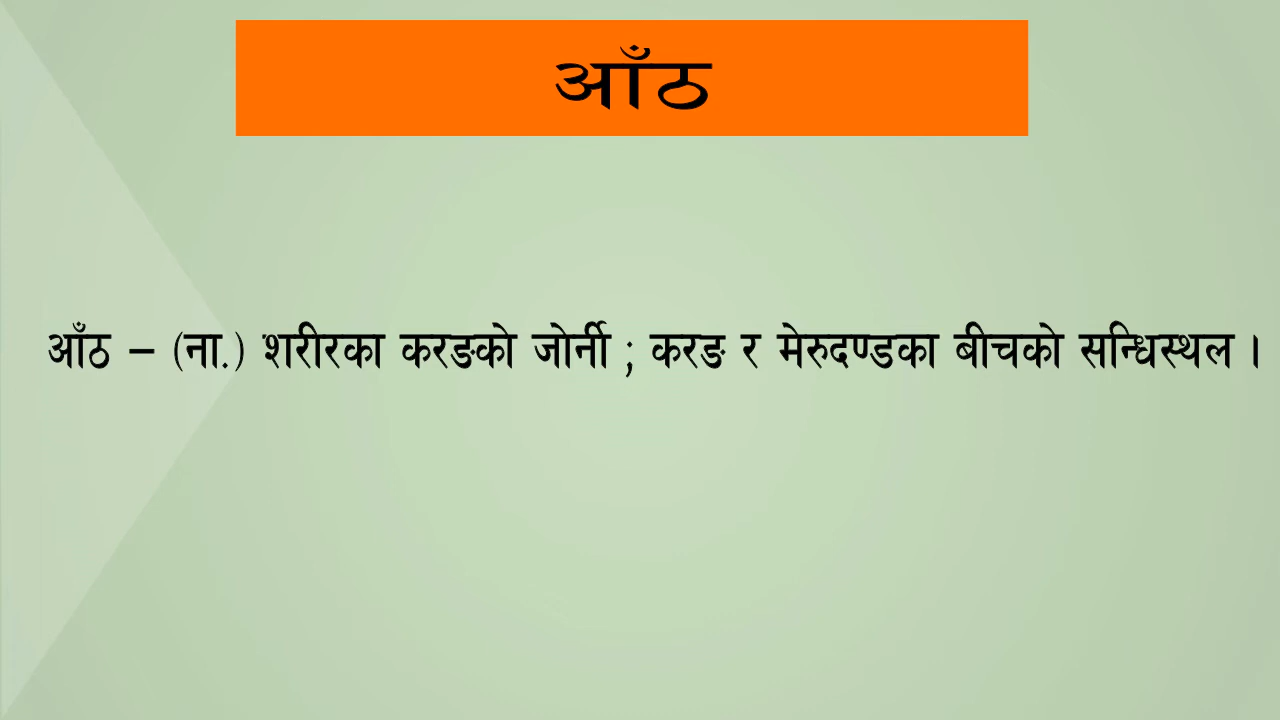 आँठ
आँठ – (ना.) शरीरका करङको जोर्नी ; करङ र मेरुदण्डका बीचको सन्धिस्थल ।